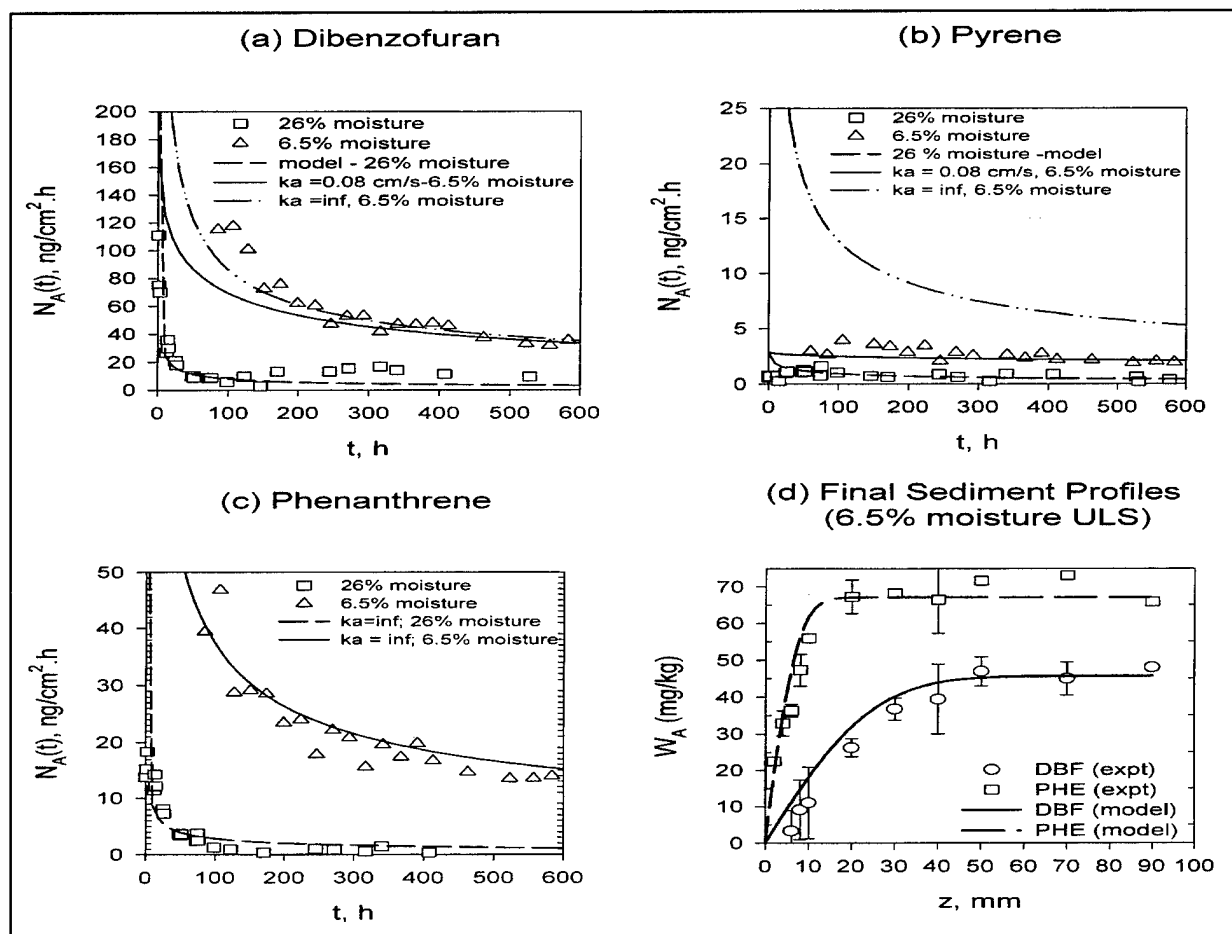 (a) Dibenzofuran
200
180
160
140
120
100
80
60
40
20
0
N_A(t), ng/cm².h
□ 26% moisture
△ 6.5% moisture
model - 26% moisture
ka =0.08 cm/s-6.5% moisture
ka =inf, 6.5% moisture
0 100 200 300 400 500 600
t, h
(b) Pyrene
25
20
15
10
5
0
N_A(t), ng/cm².h
□ 26% moisture
△ 6.5% moisture
26 % moisture -model
ka = 0.08 cm/s, 6.5% moisture
ka = inf, 6.5% moisture
0 100 200 300 400 500 600
t, h
(c) Phenanthrene
50
40
30
20
10
0
N_A(t), ng/cm².h
□ 26% moisture
△ 6.5% moisture
ka=inf; 26% moisture
ka = inf; 6.5% moisture
0 100 200 300 400 500 600
t, h
(d) Final Sediment Profiles
(6.5% moisture ULS)
70
60
50
40
30
20
10
0
W_A (mg/kg)
○ DBF (expt)
□ PHE (expt)
DBF (model)
PHE (model)
0 10 20 30 40 50 60 70 80 90 100
z, mm